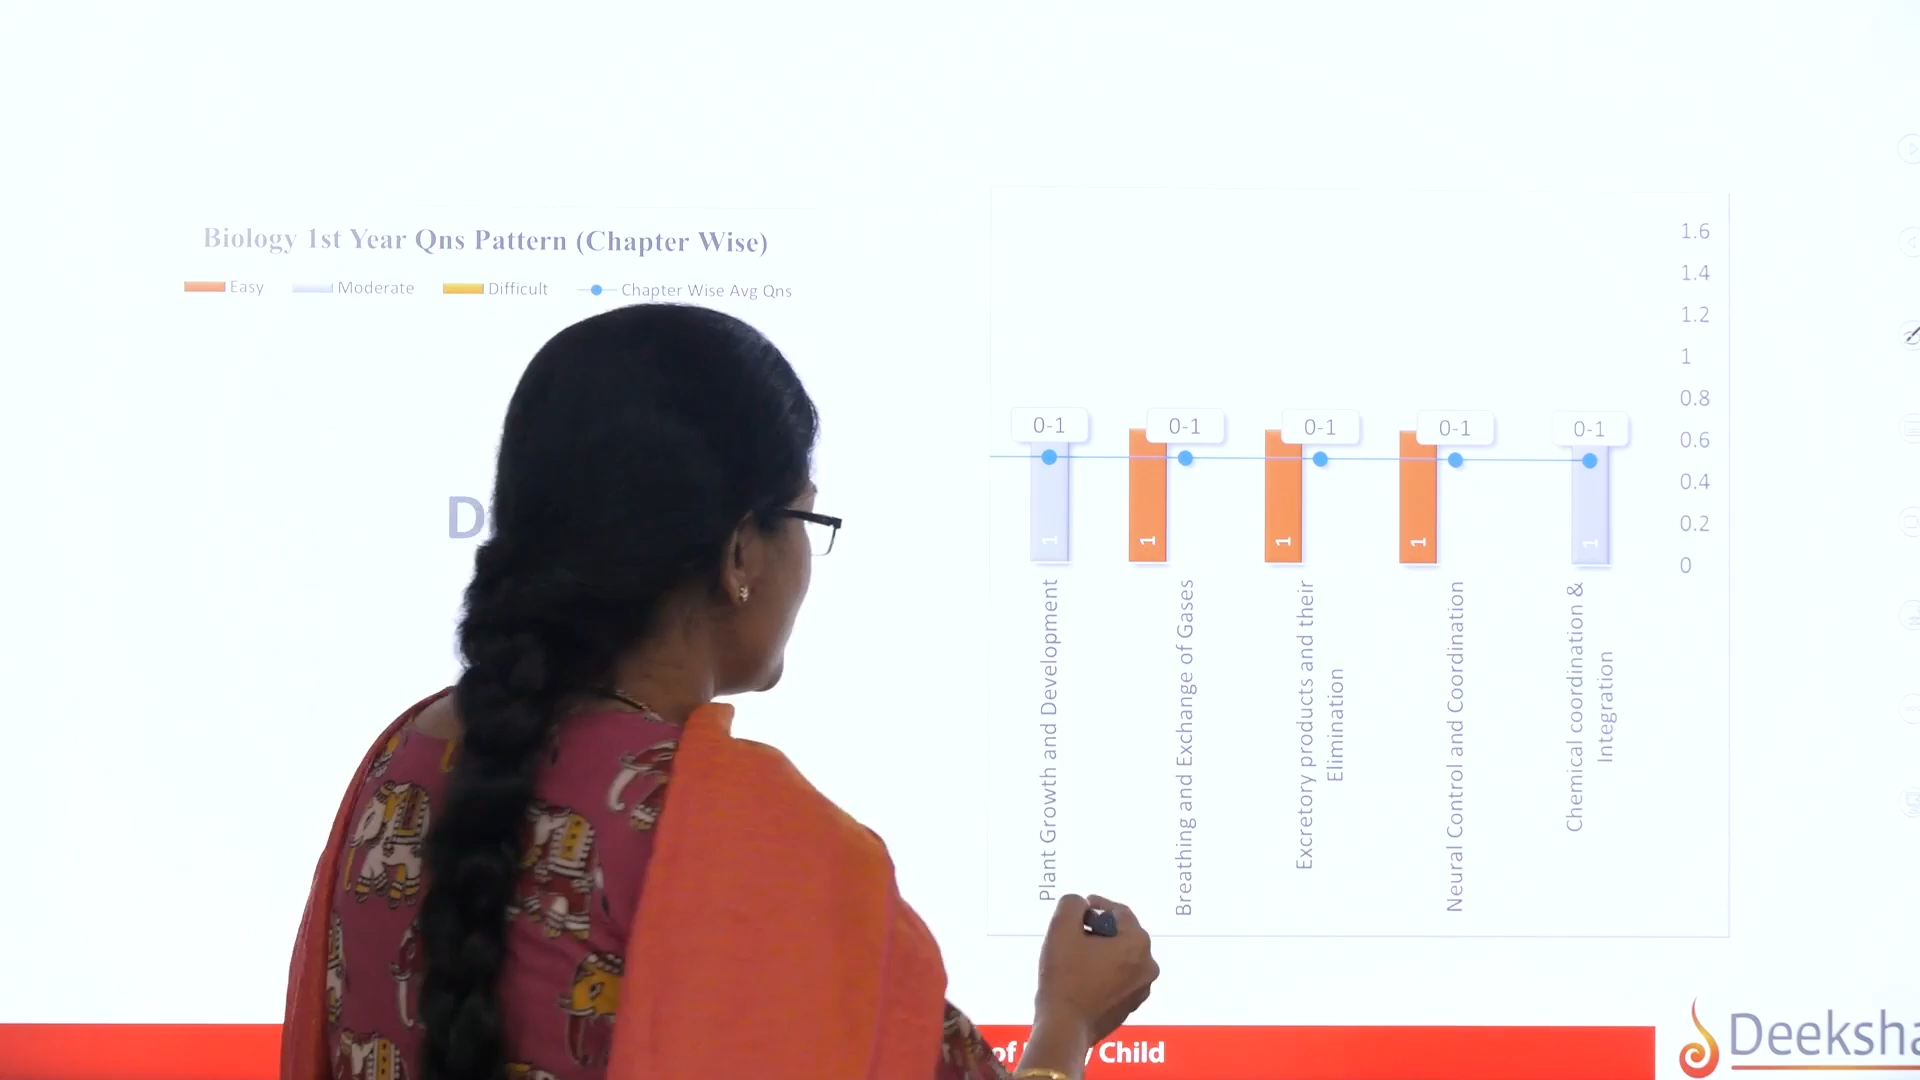 Biology 1st Year Qns Pattern (Chapter Wise)
Easy Moderate Difficult Chapter Wise Avg Qns
1.6
1.4
1.2
1
0.8
0.6
0.4
0.2
0
0-1 0-1 0-1 0-1 0-1
1 1 1 1 1
Plant Growth and Development
Breathing and Exchange of Gases
Excretory products and their
Elimination
Neural Control and Coordination
Chemical coordination &
Integration
of Child
Deeksha